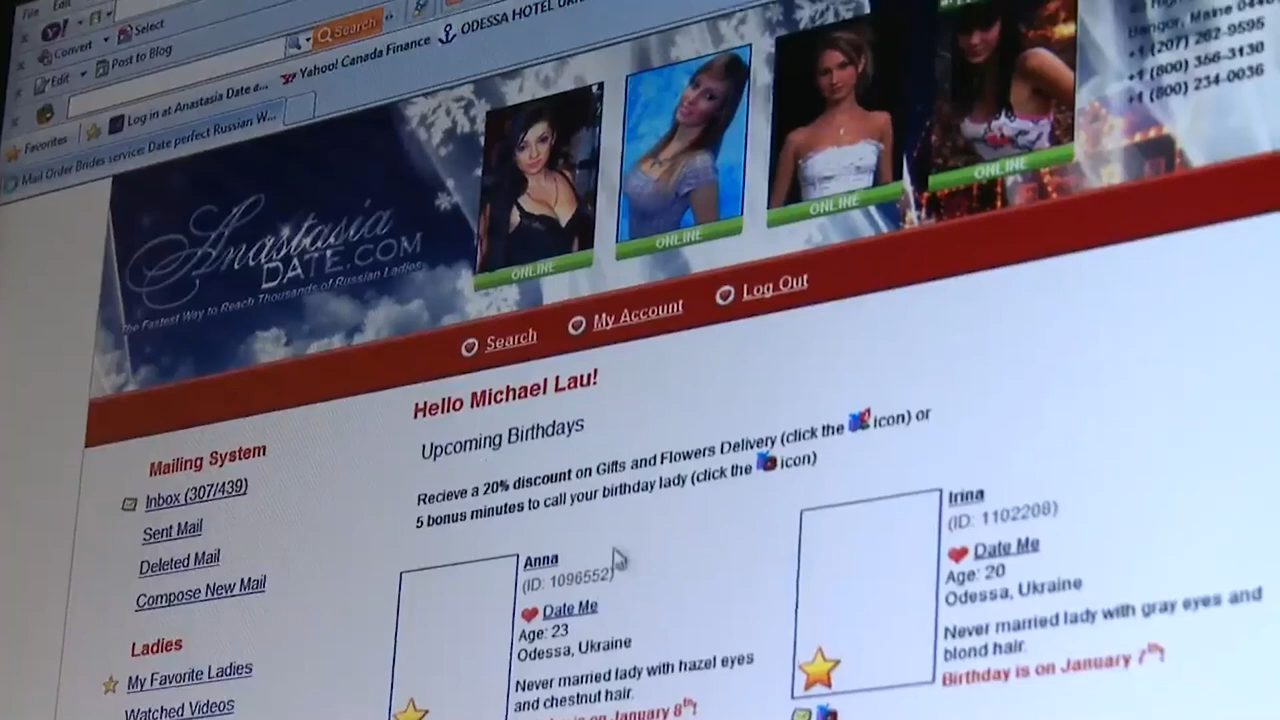 File Edit
Search
Convert Select
Edit Post to Blog
Favorites Log in at Anastasia Date a... Yahoo! Canada Finance ODESSA HOTEL
Mail Order Brides service: Date perfect Russian W...
Bangor, Maine
+1 (207) 262-9595
+1 (800) 356-3130
+1 (800) 234-0036
Anastasia
DATE.COM
The Fastest Way to Reach Thousands of Russian Ladies
ONLINE
ONLINE
ONLINE
ONLINE
Search My Account Log Out
Hello Michael Lau!
Upcoming Birthdays
Recieve a 20% discount on Gifts and Flowers Delivery (click the icon) or
5 bonus minutes to call your birthday lady (click the icon)
Mailing System
Inbox (307/439)
Sent Mail
Deleted Mail
Compose New Mail
Ladies
My Favorite Ladies
Watched Videos
Anna
(ID: 1096552)
Date Me
Age: 23
Odessa, Ukraine
Never married lady with hazel eyes
and chestnut hair.
on January 8th!
Irina
(ID: 1102208)
Date Me
Age: 20
Odessa, Ukraine
Never married lady with gray eyes and
blond hair.
Birthday is on January 7th!